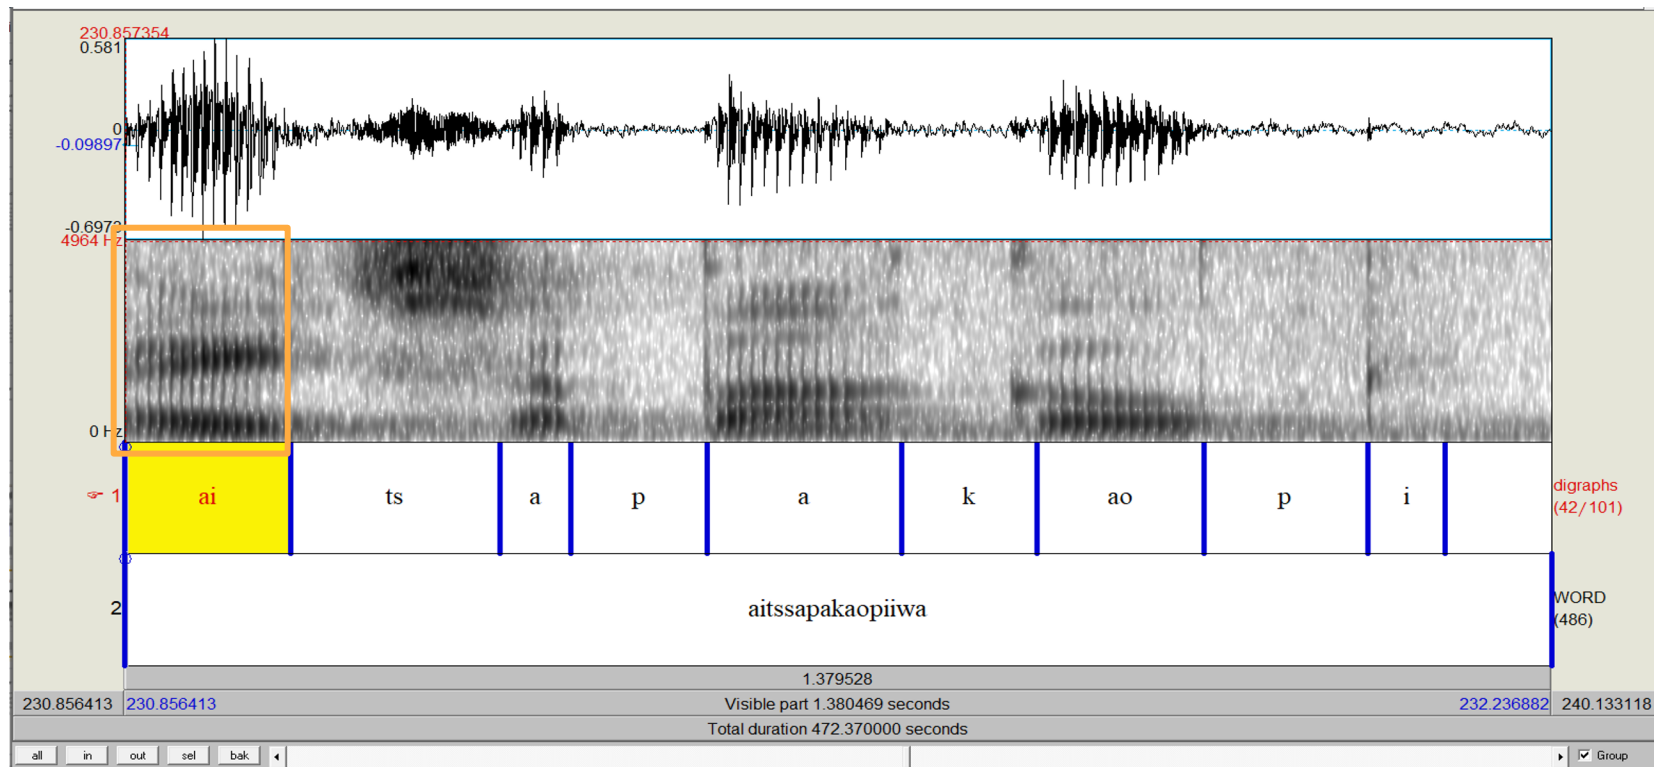 230.857354
0.581
0
-0.09897
-0.6973
4964 Hz
0 Hz
☞ 1 ai ts a p a k ao p i digraphs
(42/101)
2 aitssapakaopiiwa WORD
(486)
1.379528
230.856413 230.856413 Visible part 1.380469 seconds 232.236882 240.133118
Total duration 472.370000 seconds
all in out sel bak Group